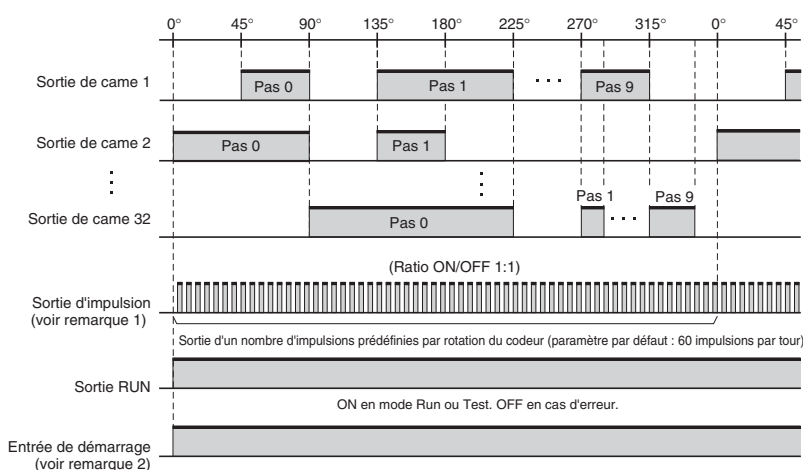 0° 45° 90° 135° 180° 225° 270° 315° 0° 45°
Sortie de came 1
Pas 0 Pas 1 ··· Pas 9
Sortie de came 2
Pas 0 Pas 1
Pas 1 Pas 9
Sortie de came 32
Pas 0 ···
(Ratio ON/OFF 1:1)
Sortie d'impulsion
(voir remarque 1)
Sortie d'un nombre d'impulsions prédéfinies par rotation du codeur (paramètre par défaut : 60 impulsions par tour)
Sortie RUN
ON en mode Run ou Test. OFF en cas d'erreur.
Entrée de démarrage
(voir remarque 2)